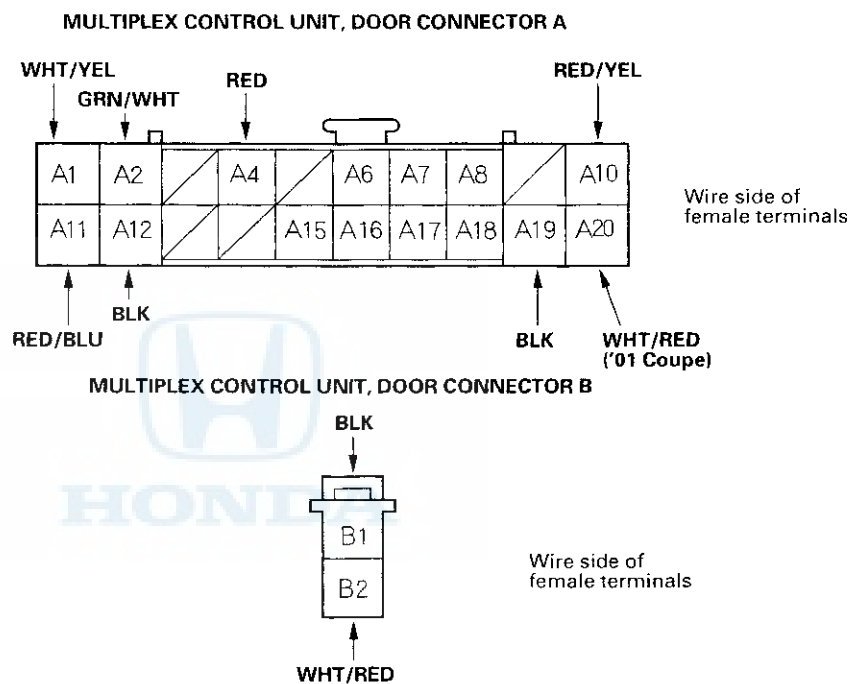 MULTIPLEX CONTROL UNIT, DOOR CONNECTOR A
WHT/YEL
GRN/WHT
RED
RED/YEL
A1 A2 A4 A6 A7 A8 A10
A11 A12 A15 A16 A17 A18 A19 A20
Wire side of
female terminals
RED/BLU
BLK
BLK
WHT/RED
('01 Coupe)
MULTIPLEX CONTROL UNIT, DOOR CONNECTOR B
BLK
HONDA
B1
B2
Wire side of
female terminals
WHT/RED